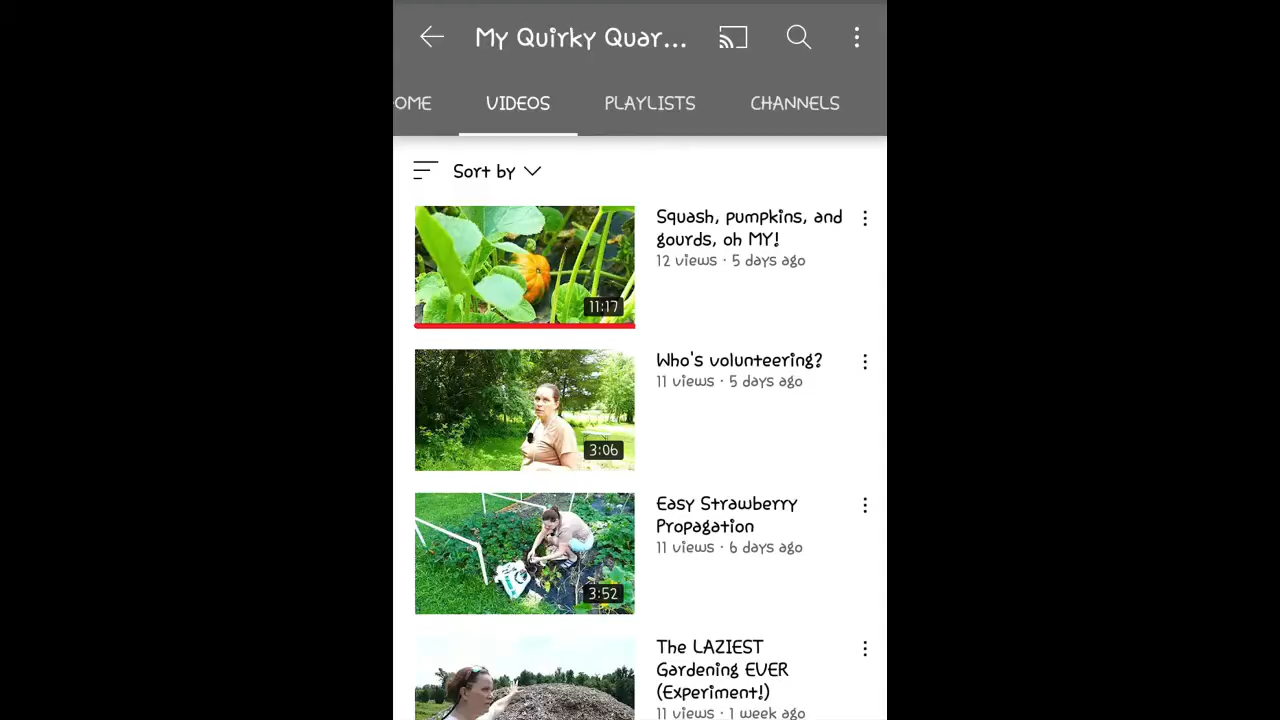 My Quirky Quar...
OME VIDEOS PLAYLISTS CHANNELS
Sort by
Squash, pumpkins, and
gourds, oh MY!
12 views · 5 days ago
11:17
Who's volunteering?
11 views · 5 days ago
3:06
Easy Strawberry
Propagation
11 views · 6 days ago
3:52
The LAZIEST
Gardening EVER
(Experiment!)
11 views · 1 week ago